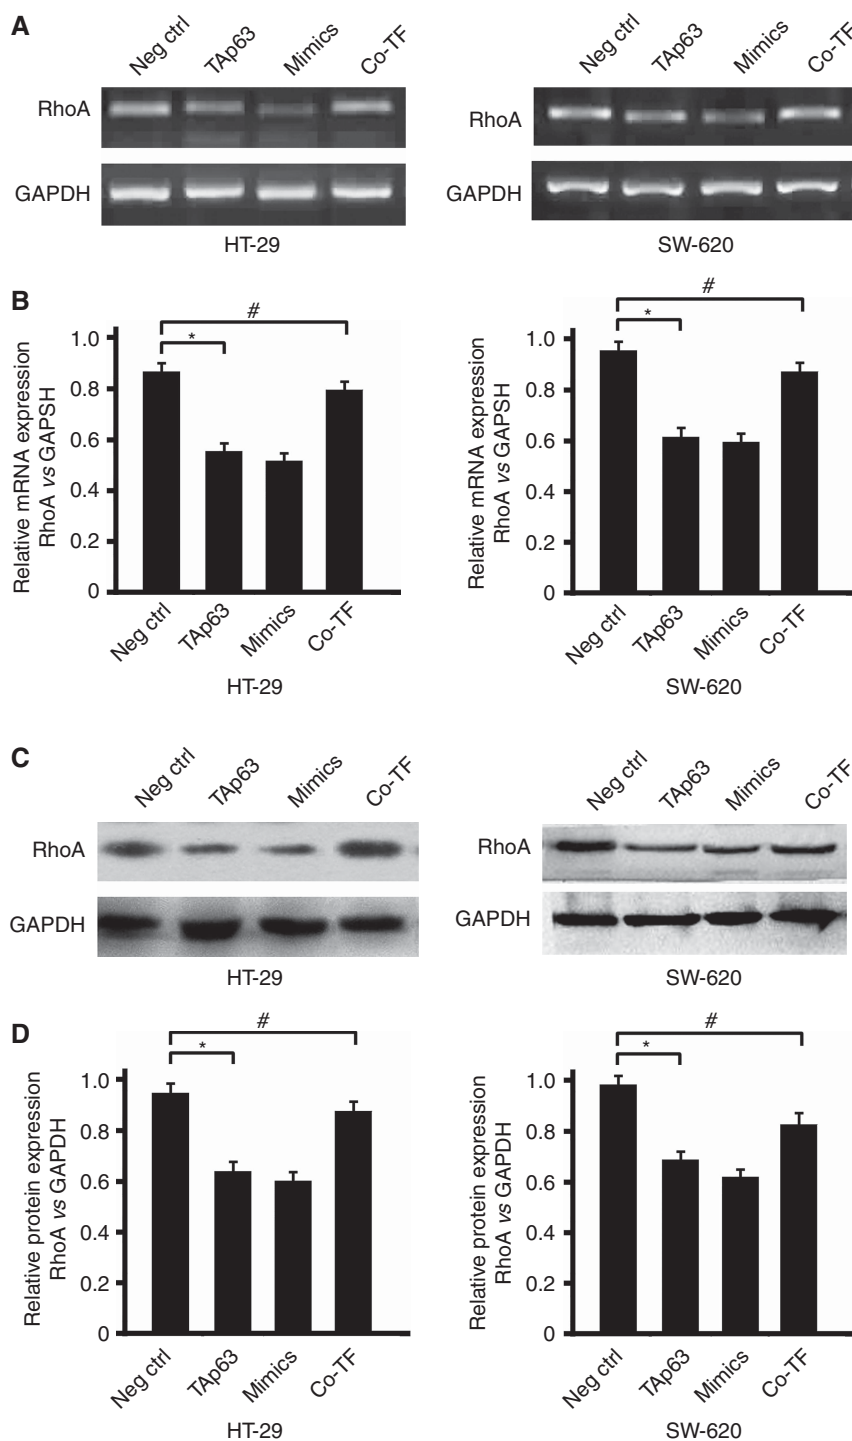 A
Neg ctrl TAp63 Mimics Co-TF
RhoA
GAPDH
HT-29
Neg ctrl TAp63 Mimics Co-TF
RhoA
GAPDH
SW-620
B
Relative mRNA expression
RhoA vs GAPSH
1.0
0.8
0.6
0.4
0.2
0
#
*
Neg ctrl TAp63 Mimics Co-TF
HT-29
Relative mRNA expression
RhoA vs GAPSH
1.0
0.8
0.6
0.4
0.2
0
#
*
Neg ctrl TAp63 Mimics Co-TF
SW-620
C
Neg ctrl TAp63 Mimics Co-TF
RhoA
GAPDH
HT-29
Neg ctrl TAp63 Mimics Co-TF
RhoA
GAPDH
SW-620
D
Relative protein expression
RhoA vs GAPDH
1.0
0.8
0.6
0.4
0.2
0
#
*
Neg ctrl TAp63 Mimics Co-TF
HT-29
Relative protein expression
RhoA vs GAPDH
1.0
0.8
0.6
0.4
0.2
0
#
*
Neg ctrl TAp63 Mimics Co-TF
SW-620